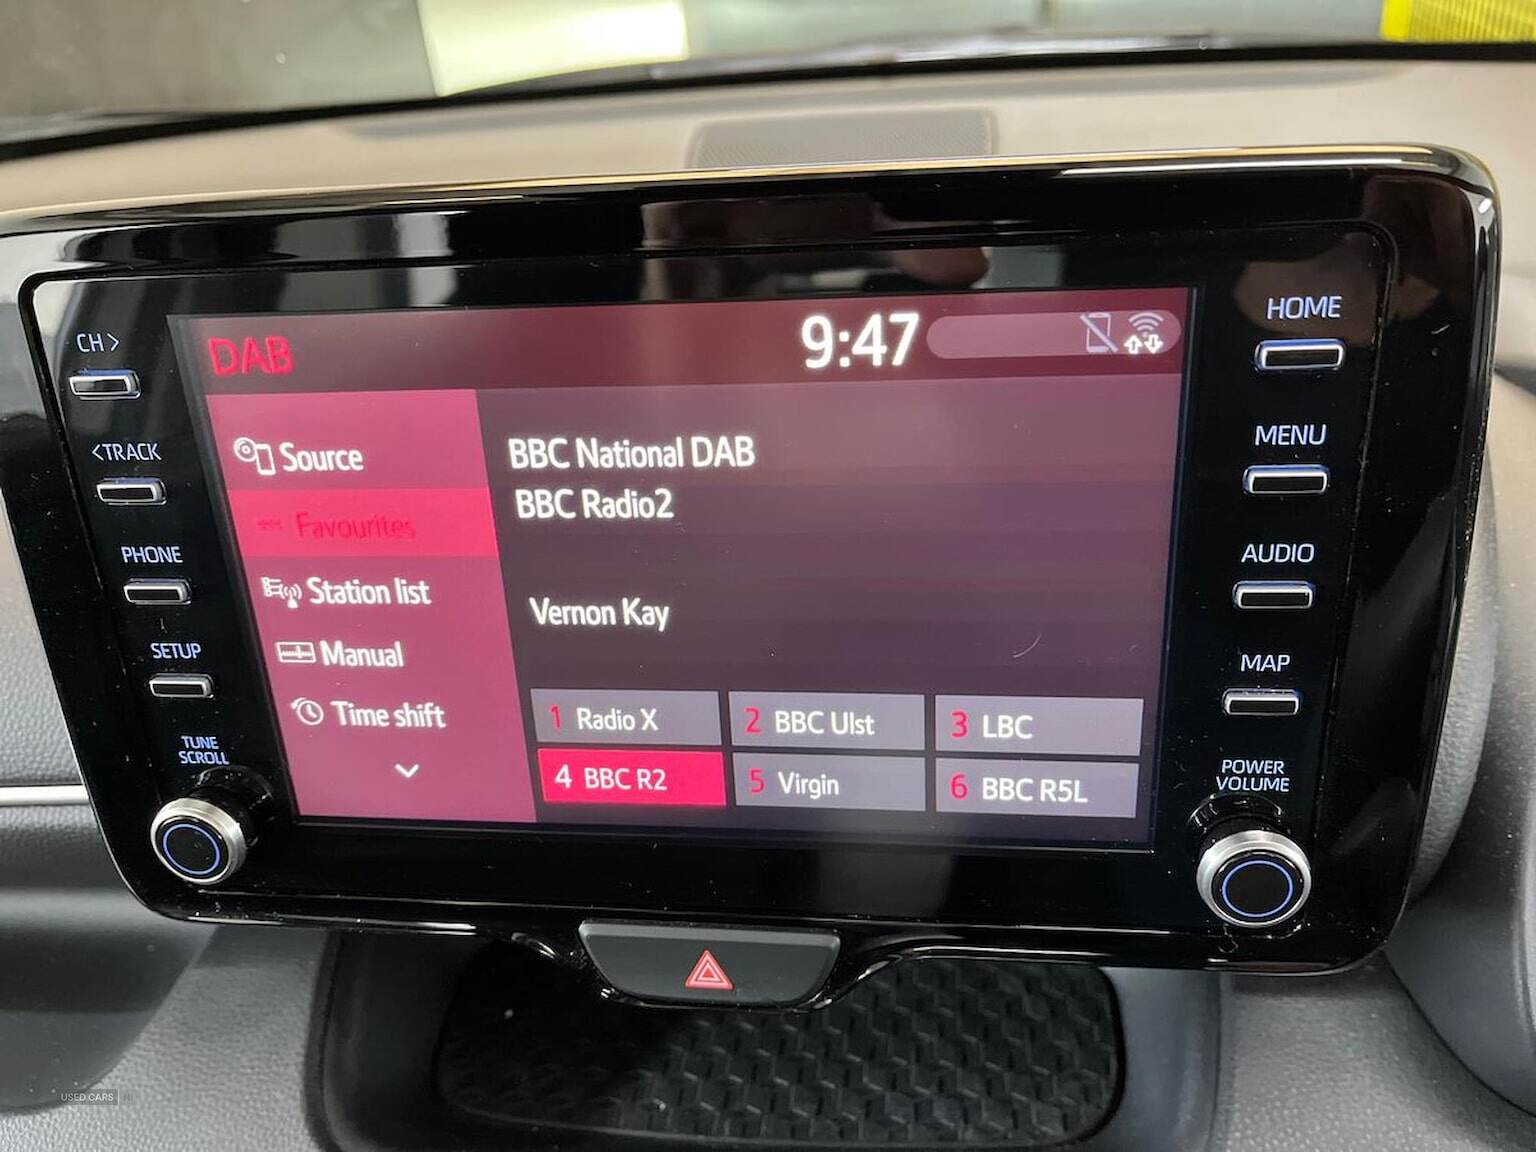 CH >
< TRACK
PHONE
SETUP
TUNE
SCROLL
DAB
9:47
Source
Favourites
Station list
Manual
Time shift
BBC National DAB
BBC Radio2
Vernon Kay
1 Radio X
2 BBC Ulst
3 LBC
4 BBC R2
5 Virgin
6 BBC R5L
HOME
MENU
AUDIO
MAP
POWER
VOLUME
USED CARS